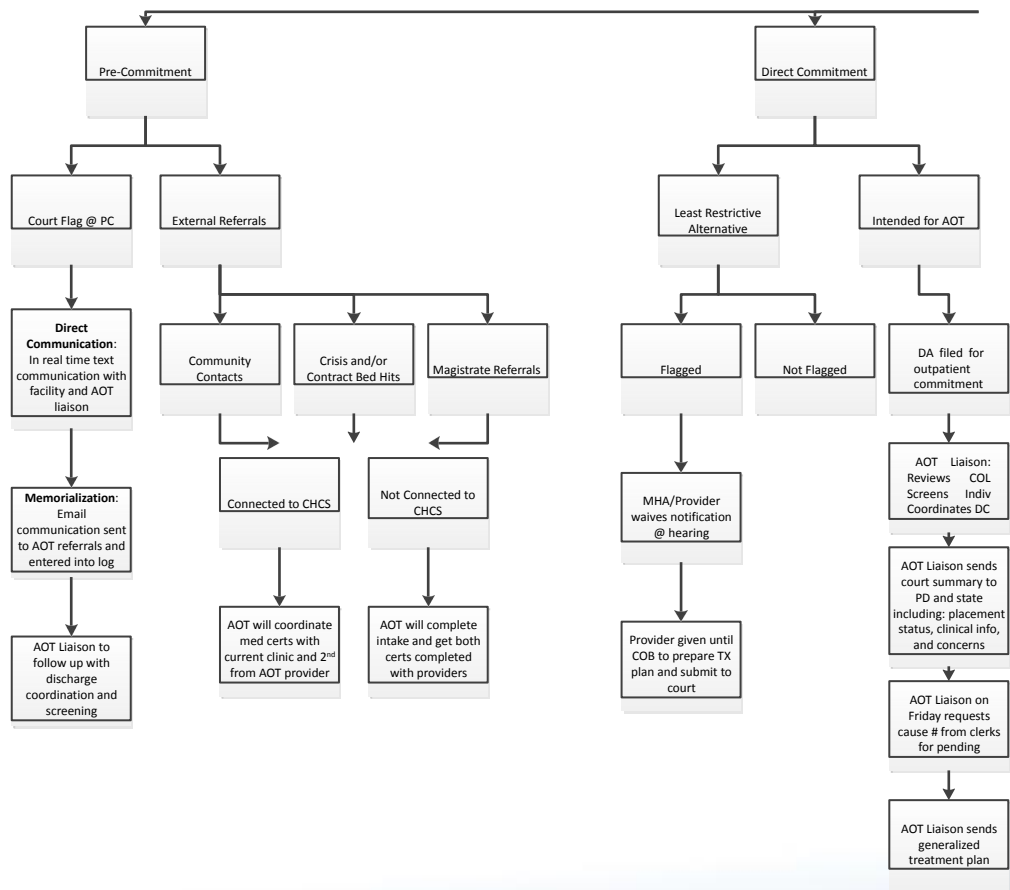 Pre-Commitment
Direct Commitment
Court Flag @ PC
External Referrals
Least Restrictive
Alternative
Intended for AOT
Direct
Communication:
In real time text
communication with
facility and AOT
liaison
Community
Contacts
Crisis and/or
Contract Bed Hits
Magistrate Referrals
Flagged
Not Flagged
DA filed for
outpatient
commitment
Memorialization:
Email
communication sent
to AOT referrals and
entered into log
Connected to CHCS
Not Connected to
CHCS
MHA/Provider
waives notification
@ hearing
AOT Liaison:
Reviews COL
Screens Indiv
Coordinates DC
AOT Liaison to
follow up with
discharge
coordination and
screening
AOT will coordinate
med certs with
current clinic and 2nd
from AOT provider
AOT will complete
intake and get both
certs completed
with providers
Provider given until
COB to prepare TX
plan and submit to
court
AOT Liaison sends
court summary to
PD and state
including: placement
status, clinical info,
and concerns
AOT Liaison on
Friday requests
cause # from clerks
for pending
AOT Liaison sends
generalized
treatment plan